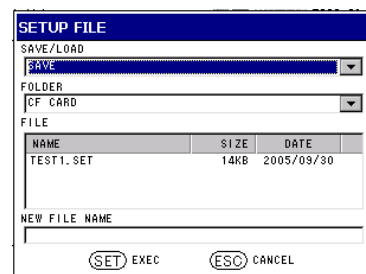 SETUP FILE
SAVE/LOAD
SAVE
FOLDER
CF CARD
FILE
NAME SIZE DATE
TEST1.SET 14KB 2005/09/30
NEW FILE NAME
SET EXEC ESC CANCEL